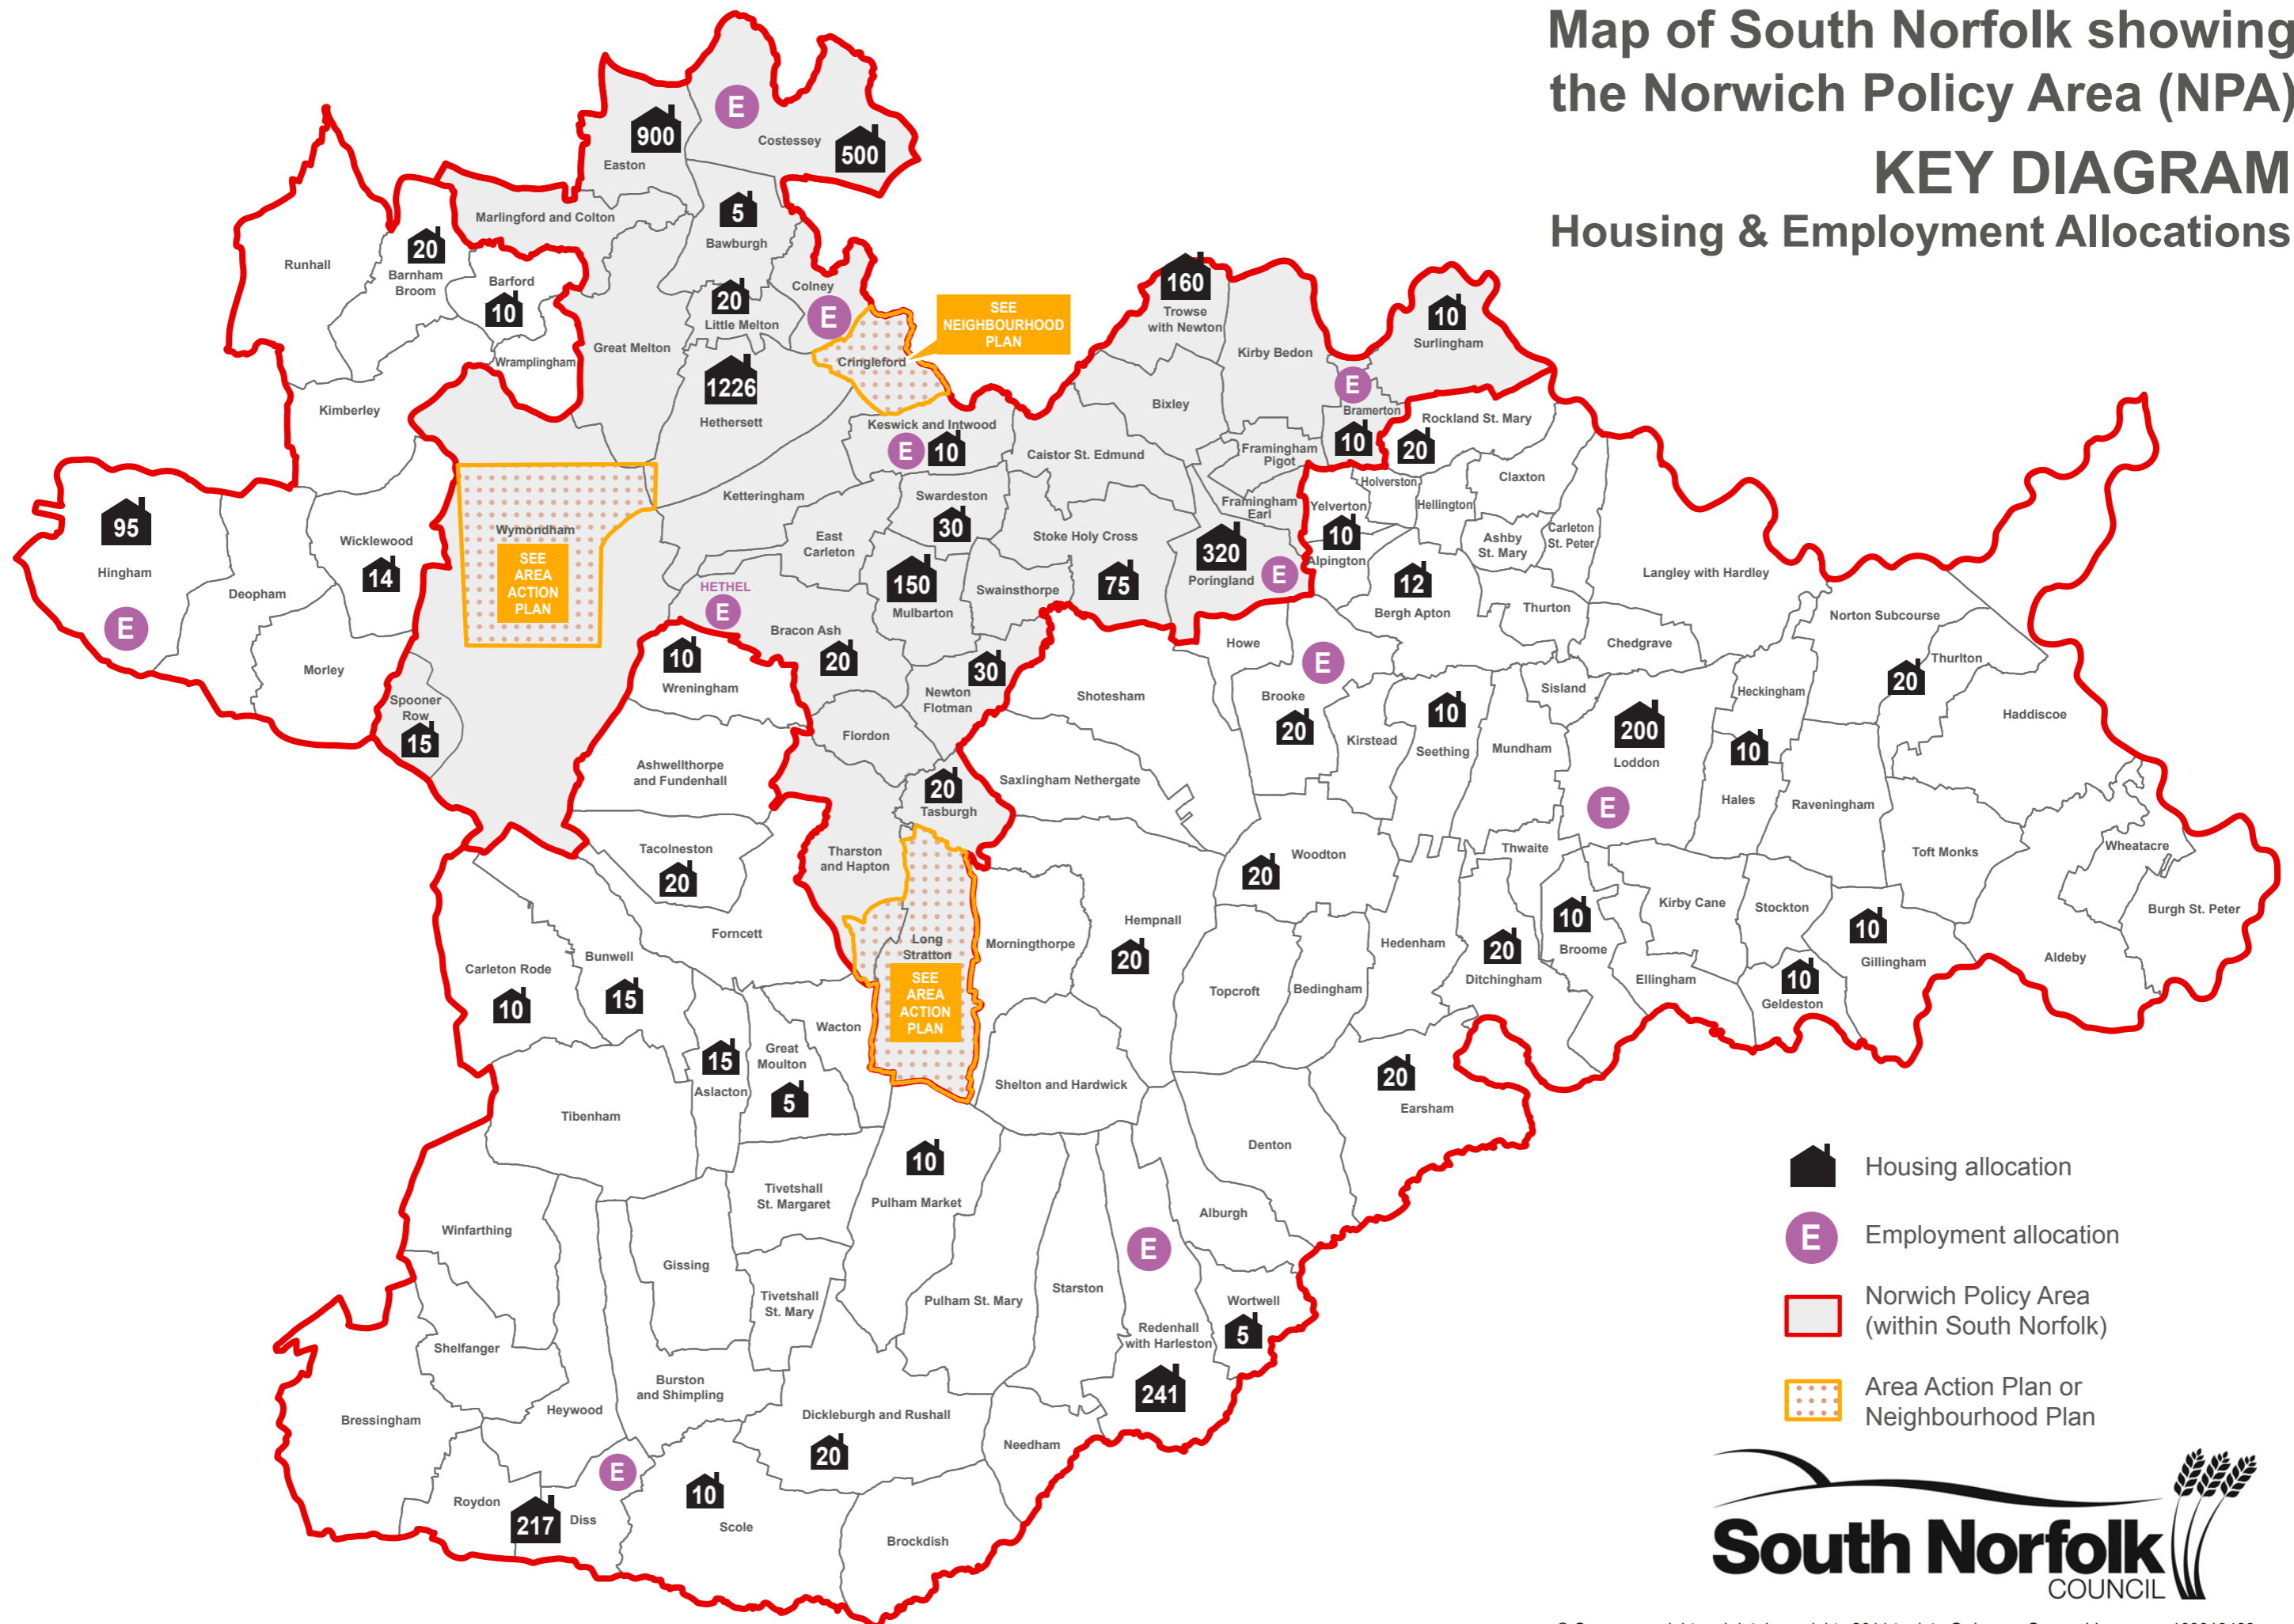 Map of South Norfolk showing
the Norwich Policy Area (NPA)
KEY DIAGRAM
Housing & Employment Allocations
E
Costessey
500
900
Easton
Marlingford and Colton
5
Bawburgh
Runhall
20
Barnham
Broom
Barford
10
Wramplingham
Great Melton
20
Little Melton
Colney
E
SEE
NEIGHBOURHOOD
PLAN
Cringleford
1226
Hethersett
Kimberley
160
Trowse
with Newton
Kirby Bedon
10
Surlingham
E
Bramerton
10
Bixley
Rockland St. Mary
20
Keswick and Intwood
E
10
Caistor St. Edmund
Framingham
Pigot
Framingham
Earl
Holverston
Yelverton
10
Alpington
Hellington
Claxton
Ashby
St. Mary
Carleton
St. Peter
95
Hingham
E
Deopham
Wicklewood
14
Morley
Wymondham
SEE
AREA
ACTION
PLAN
Ketteringham
East
Carleton
Swardeston
30
Stoke Holy Cross
75
320
Poringland
E
12
Bergh Apton
Thurton
Langley with Hardley
Chedgrave
Norton Subcourse
HETHEL
E
150
Mulbarton
Swainsthorpe
Bracon Ash
20
10
Wreningham
30
Newton
Flotman
Spooner
Row
15
Flordon
Ashwellthorpe
and Fundenhall
Howe
E
Shotesham
Brooke
20
Kirstead
10
Seething
Mundham
Sisland
200
Loddon
E
Heckingham
10
Hales
Thurlton
20
Haddiscoe
Raveningham
Saxlingham Nethergate
20
Tasburgh
Tharston
and Hapton
Tacolneston
20
Forncett
Woodton
20
Thwaite
Toft Monks
Wheatacre
Burgh St. Peter
Aldeby
Long
Stratton
SEE
AREA
ACTION
PLAN
Morningthorpe
Hempnall
20
Topcroft
Bedingham
Hedenham
20
Ditchingham
10
Broome
Ellingham
Kirby Cane
Stockton
10
Geldeston
10
Gillingham
Carleton Rode
10
Bunwell
15
15
Aslacton
Great
Moulton
5
Wacton
Shelton and Hardwick
20
Earsham
Tibenham
Denton
Alburgh
10
Pulham Market
Tivetshall
St. Margaret
Winfarthing
Gissing
Tivetshall
St. Mary
Pulham St. Mary
Starston
E
Redenhall
with Harleston
241
Wortwell
5
Shelfanger
Bressingham
Heywood
Burston
and Shimpling
Dickleburgh and Rushall
20
Needham
Roydon
217
Diss
E
10
Scole
Brockdish
Housing allocation
E
Employment allocation
Norwich Policy Area
(within South Norfolk)
Area Action Plan or
Neighbourhood Plan
South Norfolk
COUNCIL